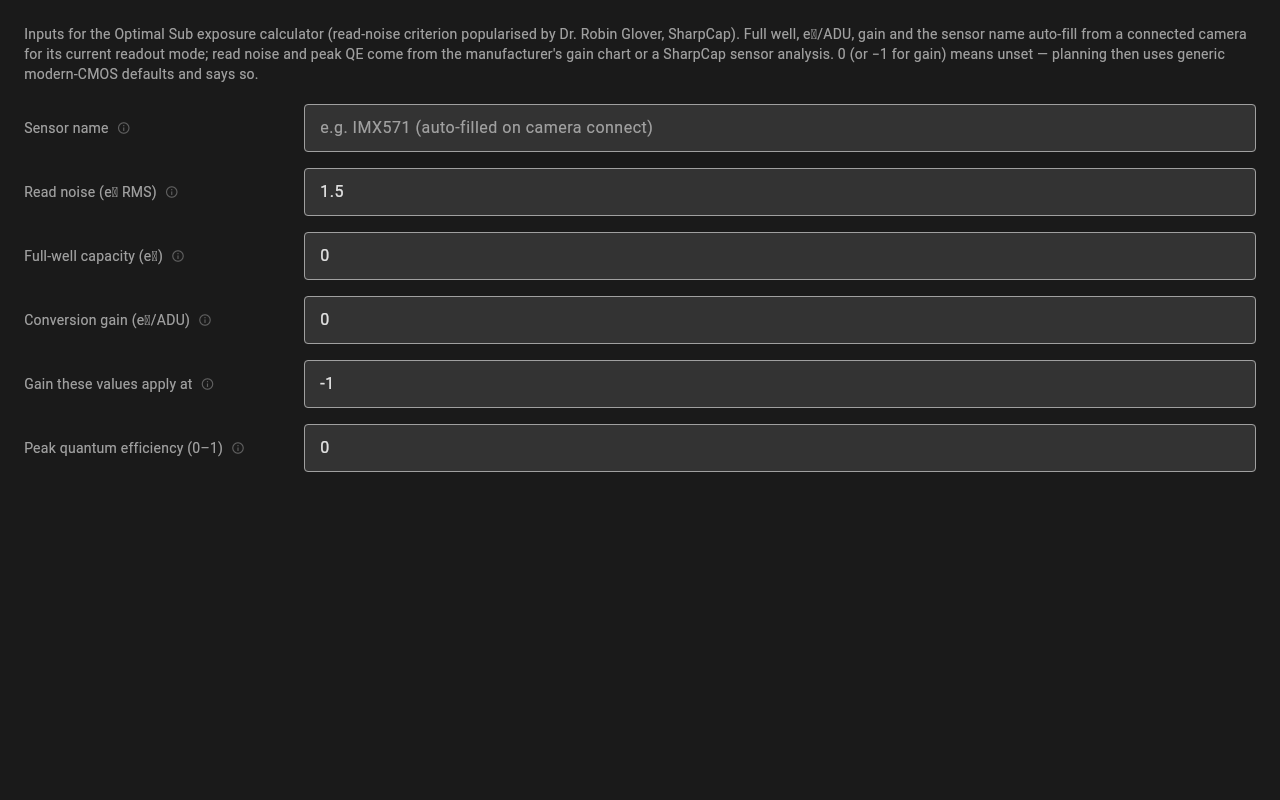 Inputs for the Optimal Sub exposure calculator (read-noise criterion popularised by Dr. Robin Glover, SharpCap). Full well, e▯/ADU, gain and the sensor name auto-fill from a connected camera
for its current readout mode; read noise and peak QE come from the manufacturer's gain chart or a SharpCap sensor analysis. 0 (or −1 for gain) means unset — planning then uses generic
modern-CMOS defaults and says so.
Sensor name
e.g. IMX571 (auto-filled on camera connect)
Read noise (e▯ RMS)
1.5
Full-well capacity (e▯)
0
Conversion gain (e▯/ADU)
0
Gain these values apply at
-1
Peak quantum efficiency (0–1)
0